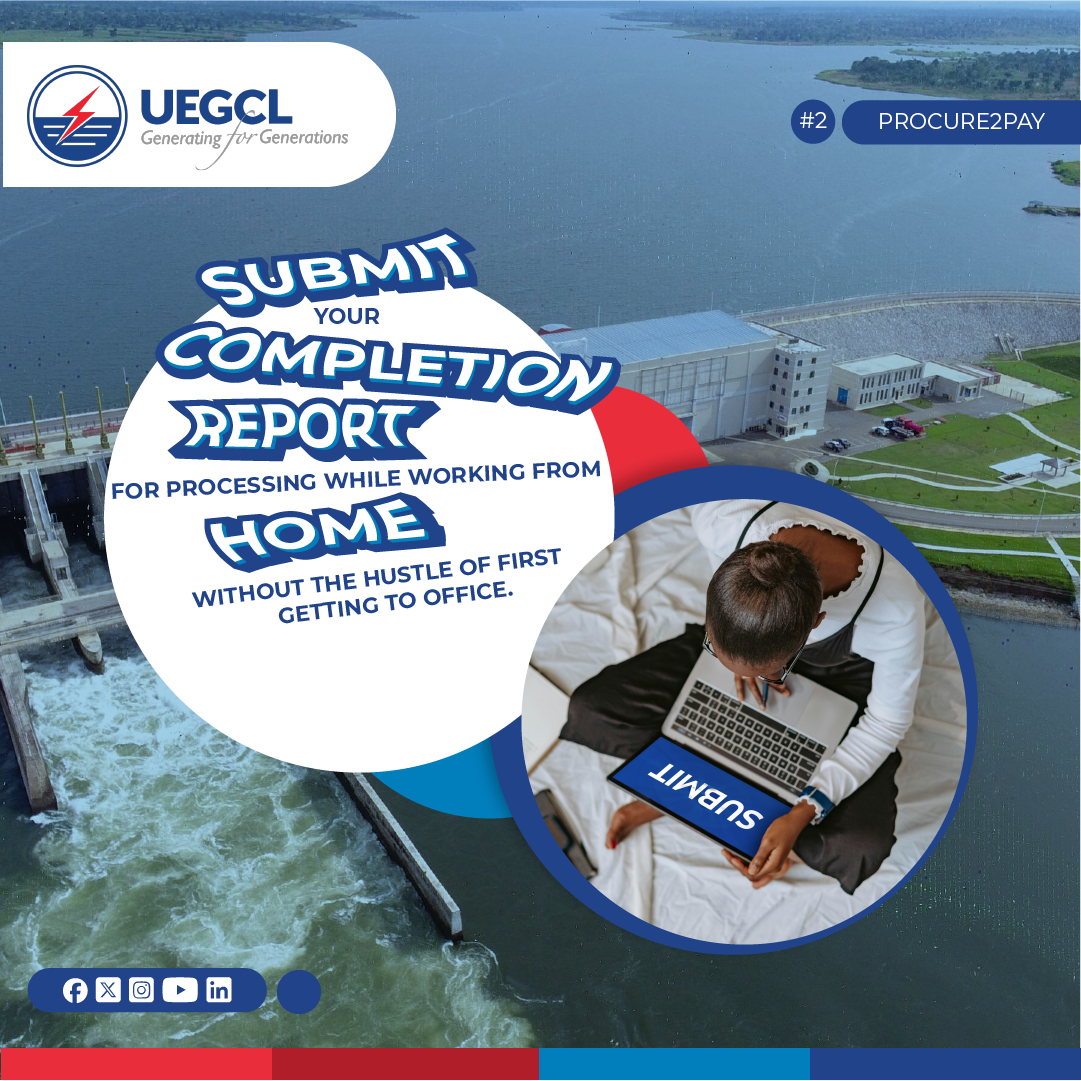 UEGCL
Generating for Generations
#2 PROCURE2PAY
SUBMIT
YOUR
COMPLETION
REPORT
FOR PROCESSING WHILE WORKING FROM
HOME
WITHOUT THE HUSTLE OF FIRST
GETTING TO OFFICE.
SUBMIT